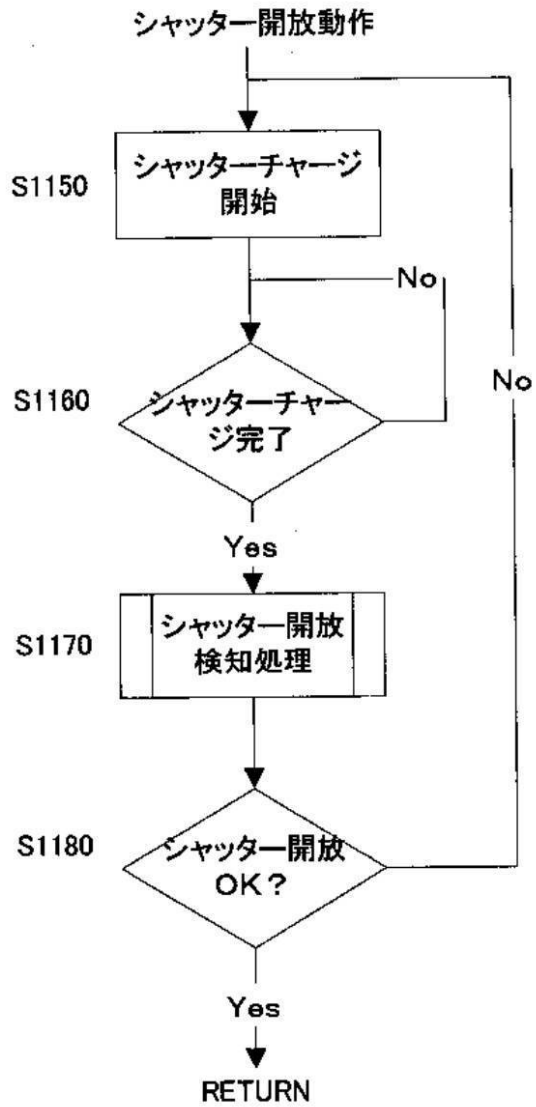 シャッター開放動作
S1150
シャッターチャージ
開始
No
S1160
シャッターチャー
ジ完了
No
Yes
S1170
シャッター開放
検知処理
S1180
シャッター開放
OK？
Yes
RETURN